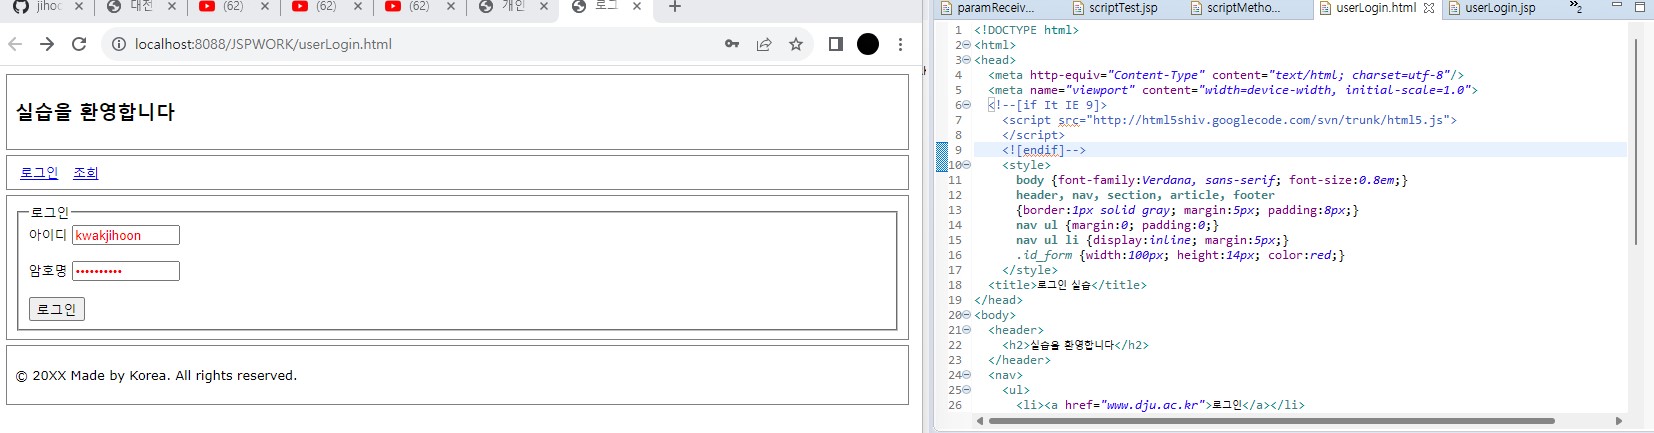 jihoc
대전
(62)
(62)
(62)
개인
로그
localhost:8088/JSPWORK/userLogin.html
실습을 환영합니다
로그인 조회
로그인
아이디 kwakjihoon
암호명 ••••••••••
로그인
© 20XX Made by Korea. All rights reserved.
paramReceiv...
scriptTest.jsp
scriptMetho...
userLogin.html
userLogin.jsp
»2
1 <!DOCTYPE html>
2 <html>
3 <head>
4 <meta http-equiv="Content-Type" content="text/html; charset=utf-8"/>
5 <meta name="viewport" content="width=device-width, initial-scale=1.0">
6 <!--[if It IE 9]>
7 <script src="http://html5shiv.googlecode.com/svn/trunk/html5.js">
8 </script>
9 <![endif]-->
10 <style>
11 body {font-family:Verdana, sans-serif; font-size:0.8em;}
12 header, nav, section, article, footer
13 {border:1px solid gray; margin:5px; padding:8px;}
14 nav ul {margin:0; padding:0;}
15 nav ul li {display:inline; margin:5px;}
16 .id_form {width:100px; height:14px; color:red;}
17 </style>
18 <title>로그인 실습</title>
19 </head>
20 <body>
21 <header>
22 <h2>실습을 환영합니다</h2>
23 </header>
24 <nav>
25 <ul>
26 <li><a href="www.dju.ac.kr">로그인</a></li>